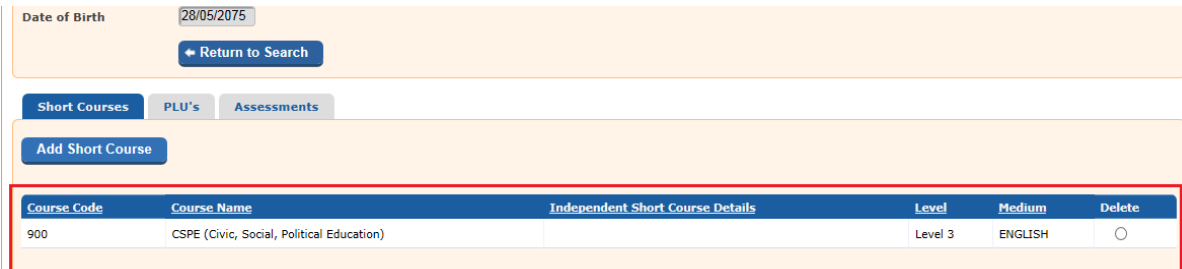 Date of Birth 28/05/2075
Return to Search
Short Courses PLU's Assessments
Add Short Course
Course Code Course Name Independent Short Course Details Level Medium Delete
900 CSPE (Civic, Social, Political Education) Level 3 ENGLISH